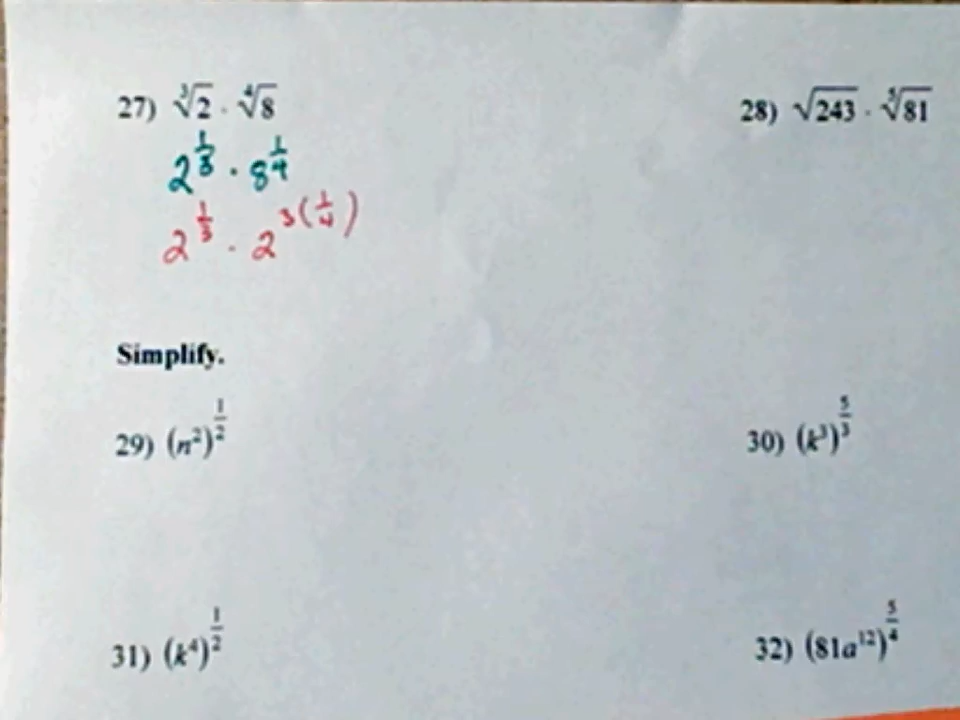 27) ∛2 · ∜8
2^(1/3) · 8^(1/4)
2^(1/3) · 2^(3(1/4))
28) √243 · ⁵√81
Simplify.
29) (n²)^(1/2)
30) (k³)^(5/3)
31) (k⁴)^(1/2)
32) (81a¹²)^(5/4)